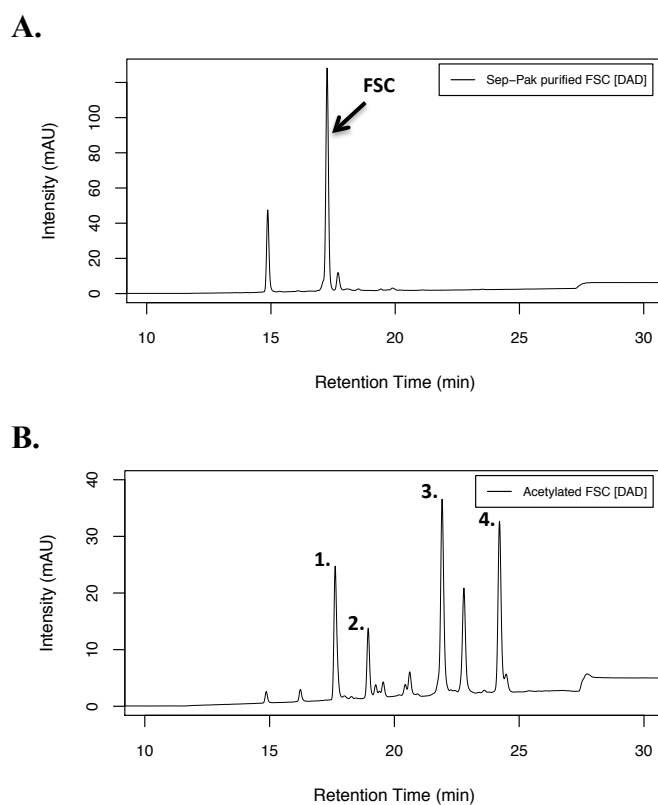 A.
Sep−Pak purified FSC [DAD]
FSC
Intensity (mAU)
0 20 40 60 80 100
10 15 20 25 30
Retention Time (min)
B.
Acetylated FSC [DAD]
1.
2.
3.
4.
Intensity (mAU)
0 10 20 30 40
10 15 20 25 30
Retention Time (min)